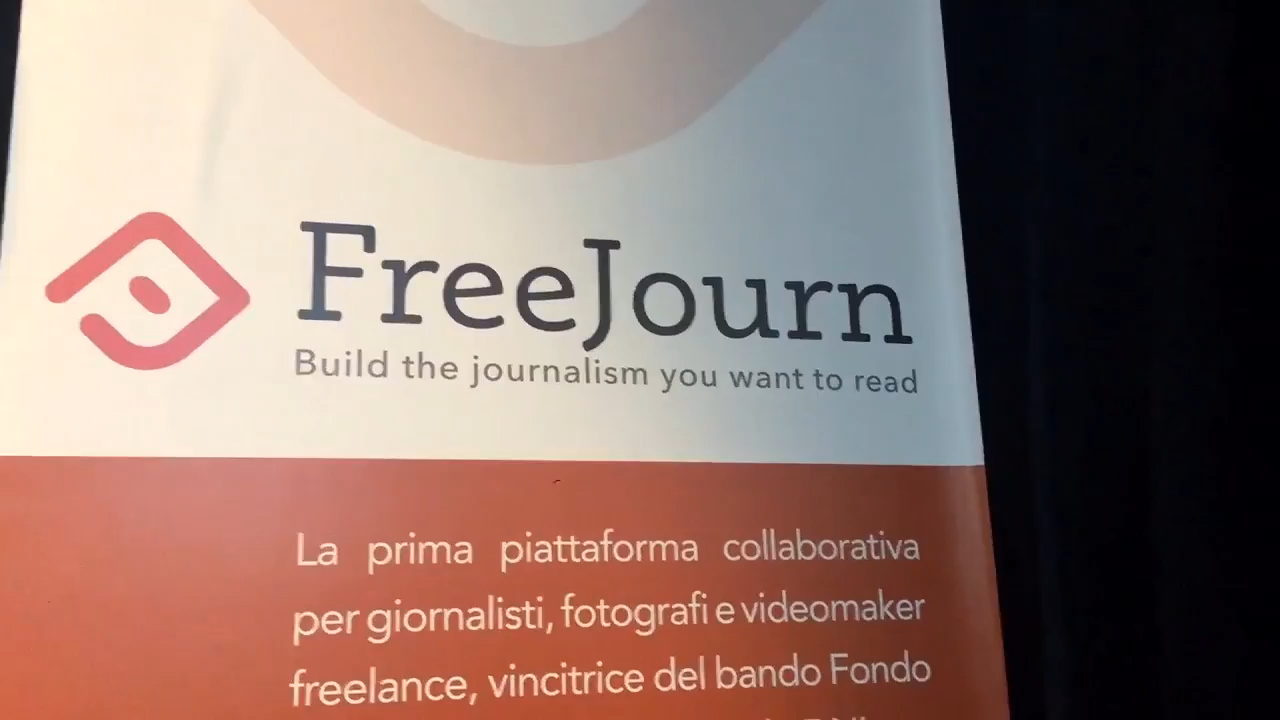 FreeJourn
Build the journalism you want to read
La prima piattaforma collaborativa
per giornalisti, fotografi e videomaker
freelance, vincitrice del bando Fondo